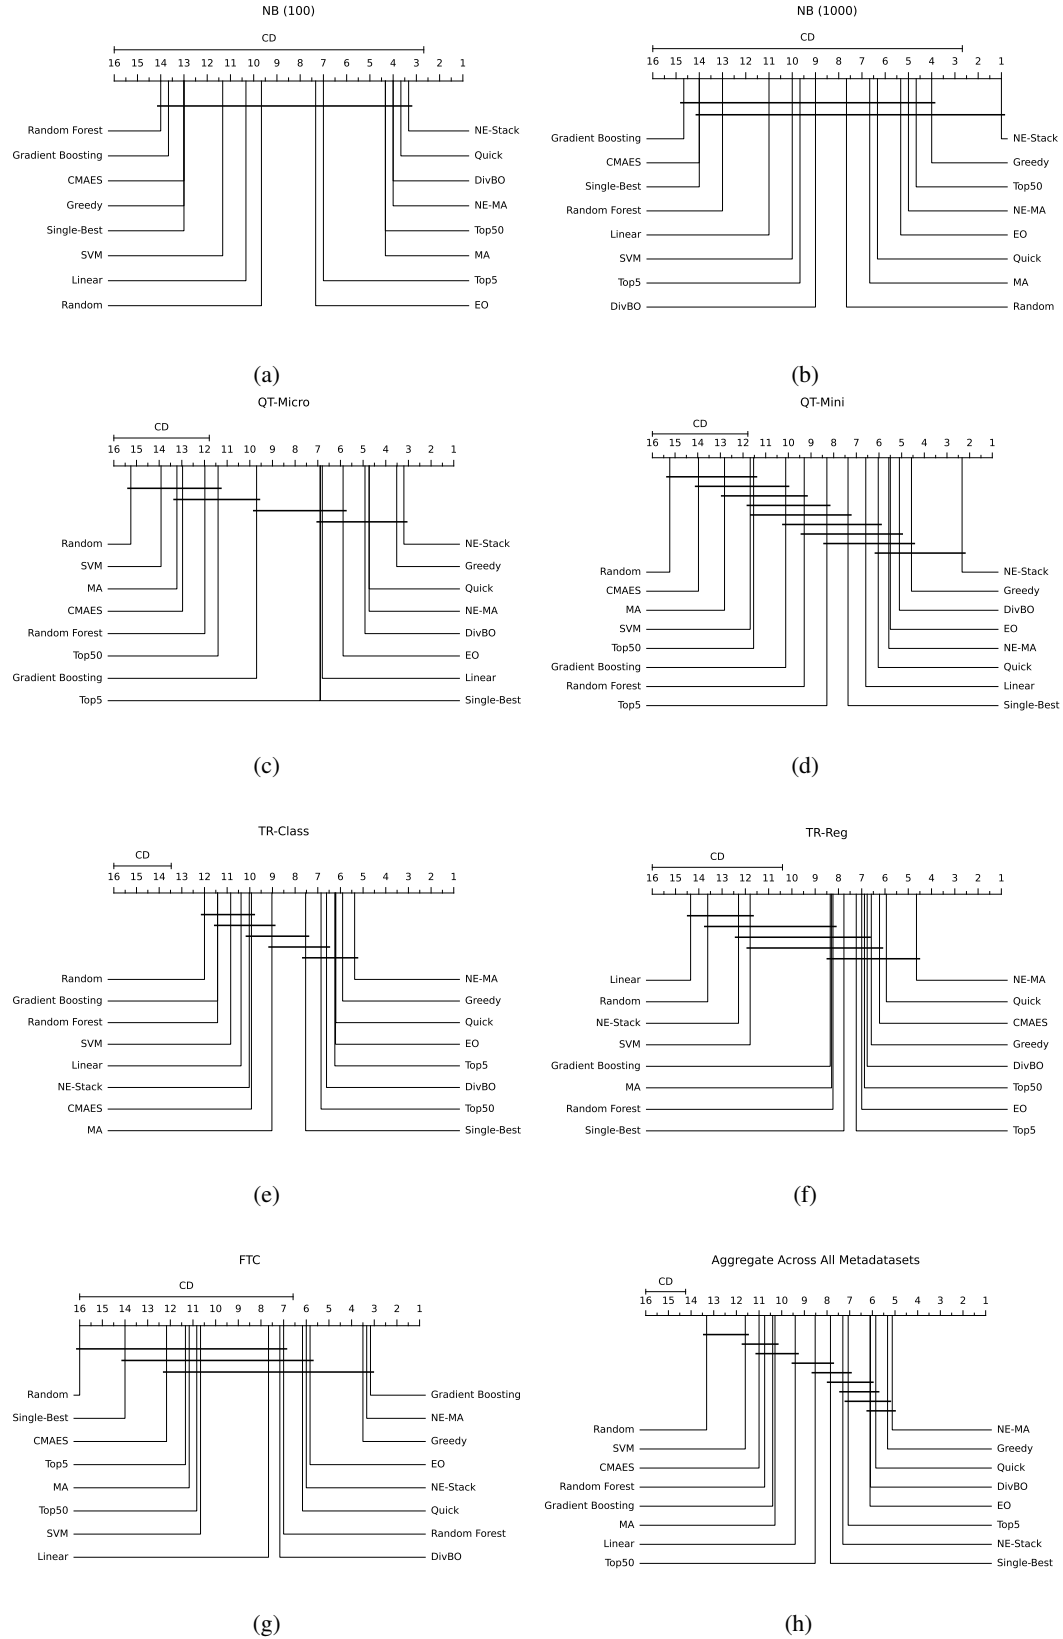 NB (100)
CD
16 15 14 13 12 11 10 9 8 7 6 5 4 3 2 1
Random Forest NE-Stack
Gradient Boosting Quick
CMAES DivBO
Greedy NE-MA
Single-Best Top50
SVM MA
Linear Top5
Random EO
(a)
NB (1000)
CD
16 15 14 13 12 11 10 9 8 7 6 5 4 3 2 1
Gradient Boosting NE-Stack
CMAES Greedy
Single-Best Top50
Random Forest NE-MA
Linear EO
SVM Quick
Top5 MA
DivBO Random
(b)
QT-Micro
CD
16 15 14 13 12 11 10 9 8 7 6 5 4 3 2 1
Random NE-Stack
SVM Greedy
MA Quick
CMAES NE-MA
Random Forest DivBO
Top50 EO
Gradient Boosting Linear
Top5 Single-Best
(c)
QT-Mini
CD
16 15 14 13 12 11 10 9 8 7 6 5 4 3 2 1
Random NE-Stack
CMAES Greedy
MA DivBO
SVM EO
Top50 NE-MA
Gradient Boosting Quick
Random Forest Linear
Top5 Single-Best
(d)
TR-Class
CD
16 15 14 13 12 11 10 9 8 7 6 5 4 3 2 1
Random NE-MA
Gradient Boosting Greedy
Random Forest Quick
SVM EO
Linear Top5
NE-Stack DivBO
CMAES Top50
MA Single-Best
(e)
TR-Reg
CD
16 15 14 13 12 11 10 9 8 7 6 5 4 3 2 1
Linear NE-MA
Random Quick
NE-Stack CMAES
SVM Greedy
Gradient Boosting DivBO
MA Top50
Random Forest EO
Single-Best Top5
(f)
FTC
CD
16 15 14 13 12 11 10 9 8 7 6 5 4 3 2 1
Random Gradient Boosting
Single-Best NE-MA
CMAES Greedy
Top5 EO
MA NE-Stack
Top50 Quick
SVM Random Forest
Linear DivBO
(g)
Aggregate Across All Metadatasets
CD
16 15 14 13 12 11 10 9 8 7 6 5 4 3 2 1
Random NE-MA
SVM Greedy
CMAES Quick
Random Forest DivBO
Gradient Boosting EO
MA Top5
Linear NE-Stack
Top50 Single-Best
(h)